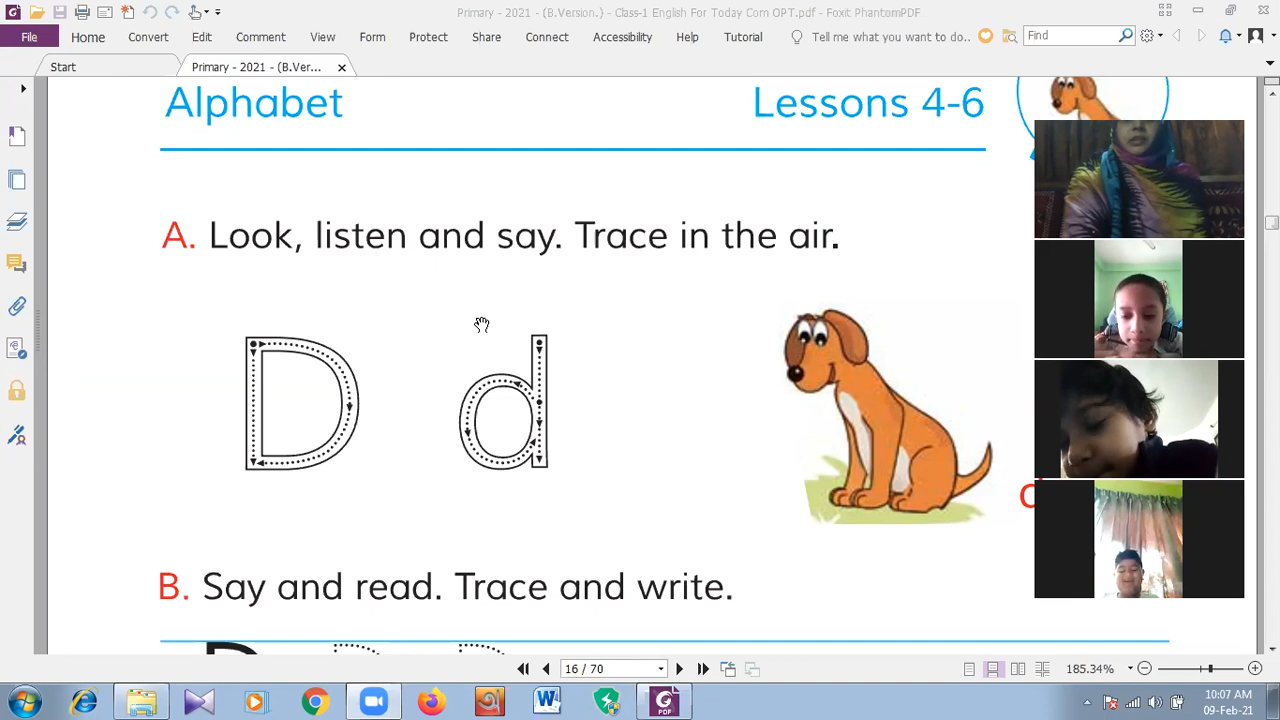 Primary - 2021 - (B.Version.) - Class-1 English For Today Com OPT.pdf - Foxit PhantomPDF
File Home Convert Edit Comment View Form Protect Share Connect Accessibility Help Tutorial Tell me what you want to do.. Find
Start Primary - 2021 - (B.Ver...
Alphabet Lessons 4-6
A. Look, listen and say. Trace in the air.
D d
B. Say and read. Trace and write.
D D D
16 / 70 185.34%
W PDF 10:07 AM
09-Feb-21